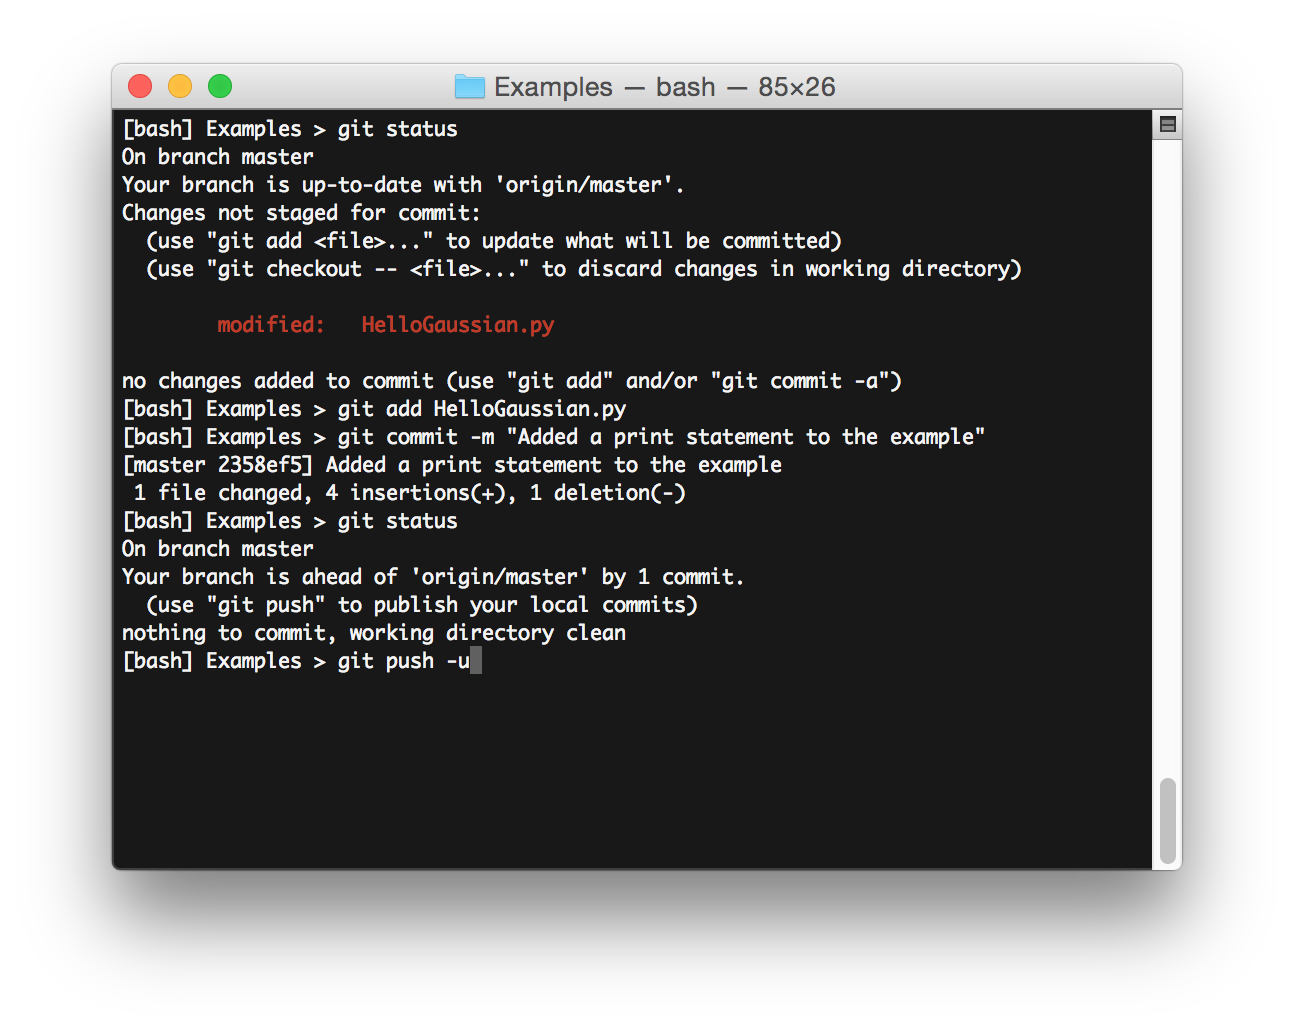 Examples — bash — 85×26
[bash] Examples > git status
On branch master
Your branch is up-to-date with 'origin/master'.
Changes not staged for commit:
  (use "git add <file>..." to update what will be committed)
  (use "git checkout -- <file>..." to discard changes in working directory)
        modified:   HelloGaussian.py
no changes added to commit (use "git add" and/or "git commit -a")
[bash] Examples > git add HelloGaussian.py
[bash] Examples > git commit -m "Added a print statement to the example"
[master 2358ef5] Added a print statement to the example
 1 file changed, 4 insertions(+), 1 deletion(-)
[bash] Examples > git status
On branch master
Your branch is ahead of 'origin/master' by 1 commit.
  (use "git push" to publish your local commits)
nothing to commit, working directory clean
[bash] Examples > git push -u